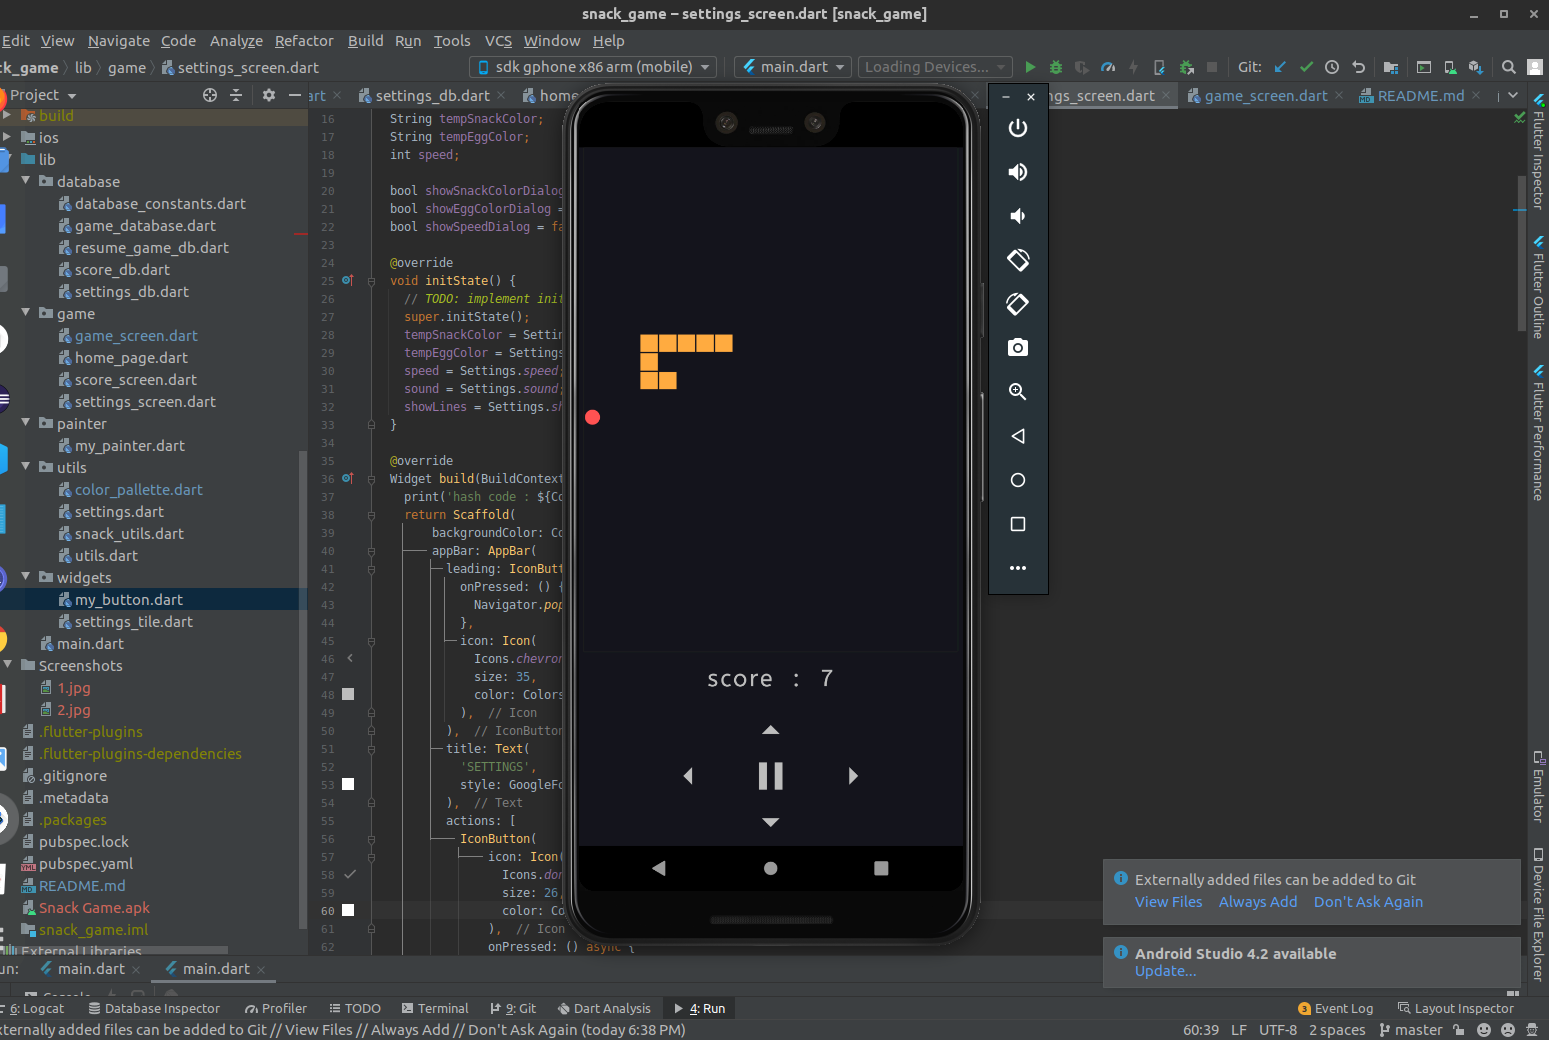 snack_game – settings_screen.dart [snack_game]
Edit View Navigate Code Analyze Refactor Build Run Tools VCS Window Help
ck_game lib game settings_screen.dart sdk gphone x86 arm (mobile) main.dart Loading Devices... Git:
Project
art settings_db.dart home gs_screen.dart game_screen.dart README.md
build
ios
lib
database
database_constants.dart
game_database.dart
resume_game_db.dart
score_db.dart
settings_db.dart
game
game_screen.dart
home_page.dart
score_screen.dart
settings_screen.dart
painter
my_painter.dart
utils
color_pallette.dart
settings.dart
snack_utils.dart
utils.dart
widgets
my_button.dart
settings_tile.dart
main.dart
Screenshots
1.jpg
2.jpg
.flutter-plugins
.flutter-plugins-dependencies
.gitignore
.metadata
.packages
pubspec.lock
pubspec.yaml
README.md
Snack Game.apk
snack_game.iml
External Libraries
16 String tempSnackColor;
17 String tempEggColor;
18 int speed;
19
20 bool showSnackColorDialog
21 bool showEggColorDialog =
22 bool showSpeedDialog = fa
23
24 @override
25 void initState() {
26 // TODO: implement init
27 super.initState();
28 tempSnackColor = Settin
29 tempEggColor = Settings
30 speed = Settings.speed;
31 sound = Settings.sound;
32 showLines = Settings.sh
33 }
34
35 @override
36 Widget build(BuildContext
37 print('hash code : ${Co
38 return Scaffold(
39 backgroundColor: Co
40 appBar: AppBar(
41 leading: IconButt
42 onPressed: () {
43 Navigator.pop
44 },
45 icon: Icon(
46 Icons.chevron
47 size: 35,
48 color: Colors
49 ), // Icon
50 ), // IconButton
51 title: Text(
52 'SETTINGS',
53 style: GoogleFo
54 ), // Text
55 actions: [
56 IconButton(
57 icon: Icon(
58 Icons.don
59 size: 26,
60 color: Co
61 ), // Icon
62 onPressed: () async {
score : 7
Flutter Inspector
Flutter Outline
Flutter Performance
Emulator
Device File Explorer
Externally added files can be added to Git
View Files Always Add Don't Ask Again
Android Studio 4.2 available
Update...
un: main.dart main.dart
Console
6: Logcat Database Inspector Profiler TODO Terminal 9: Git Dart Analysis 4: Run 3 Event Log Layout Inspector
xternally added files can be added to Git // View Files // Always Add // Don't Ask Again (today 6:38 PM) 60:39 LF UTF-8 2 spaces master